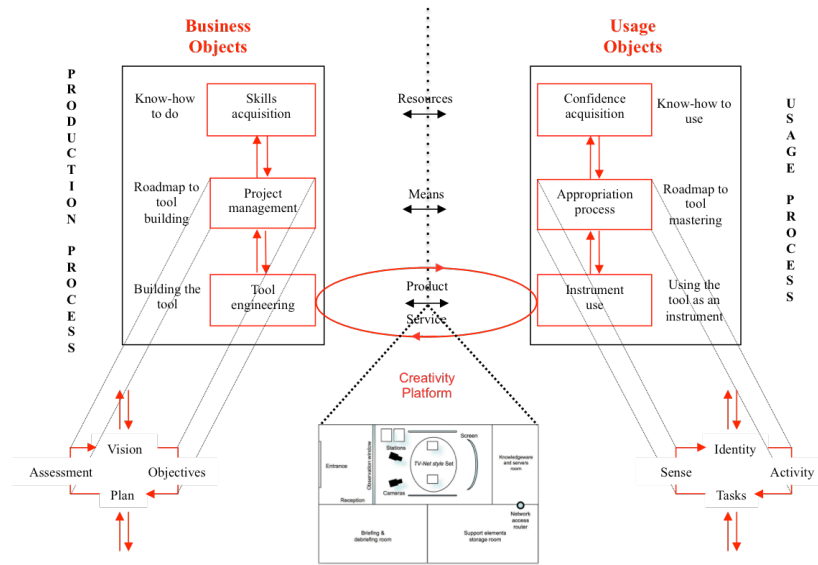 Business
Objects
Usage
Objects
PRODUCTION PROCESS
Know-how
to do
Skills
acquisition
Resources
Confidence
acquisition
Know-how to
use
USAGE PROCESS
Roadmap to
tool
building
Project
management
Means
Appropriation
process
Roadmap to
tool
mastering
Building the
tool
Tool
engineering
Product
Service
Instrument
use
Using the
tool as an
instrument
Creativity
Platform
Vision
Assessment
Objectives
Plan
Entrance
Observation window
Stations
TV-Net style Set
Screen
Cameras
Reception
Knowledgeware
and servers
room
Network
access
router
Briefing &
debriefing room
Support elements
storage room
Identity
Sense
Activity
Tasks